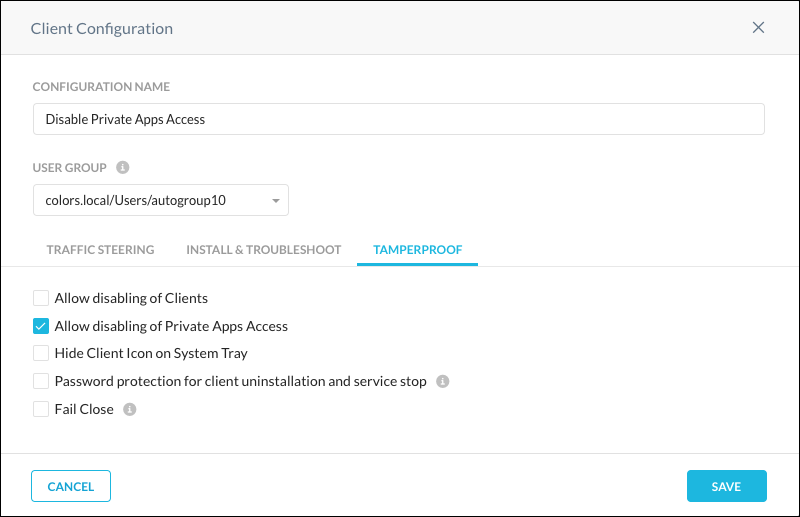 Client Configuration
CONFIGURATION NAME
Disable Private Apps Access
USER GROUP
colors.local/Users/autogroup10
TRAFFIC STEERING INSTALL & TROUBLESHOOT TAMPERPROOF
Allow disabling of Clients
Allow disabling of Private Apps Access
Hide Client Icon on System Tray
Password protection for client uninstallation and service stop
Fail Close
CANCEL SAVE